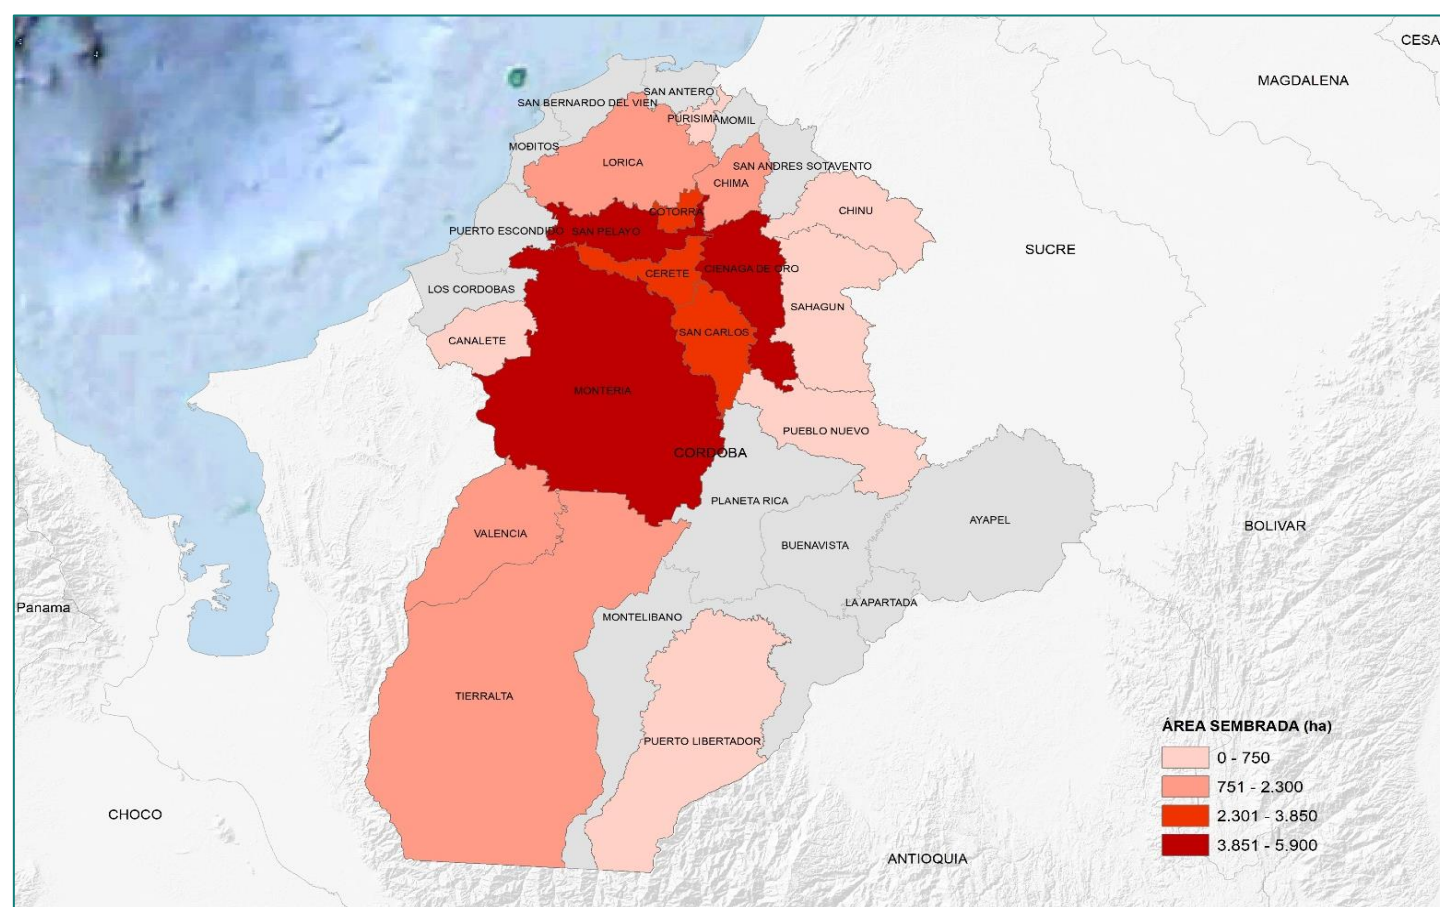 CESA
MAGDALENA
SAN ANTERO
SAN BERNARDO DEL VIEN
PURISIMA
MOMIL
MOÐITOS
LORICA
SAN ANDRES SOTAVENTO
CHIMA
COTORRA
CHINU
PUERTO ESCONDIDO
SAN PELAYO
SUCRE
CERETE
CIENAGA DE ORO
LOS CORDOBAS
SAHAGUN
SAN CARLOS
CANALETE
MONTERIA
PUEBLO NUEVO
CORDOBA
PLANETA RICA
AYAPEL
BOLIVAR
VALENCIA
BUENAVISTA
LA APARTADA
Panama
MONTELIBANO
TIERRALTA
PUERTO LIBERTADOR
CHOCO
ANTIOQUIA
ÁREA SEMBRADA (ha)
0 - 750
751 - 2.300
2.301 - 3.850
3.851 - 5.900